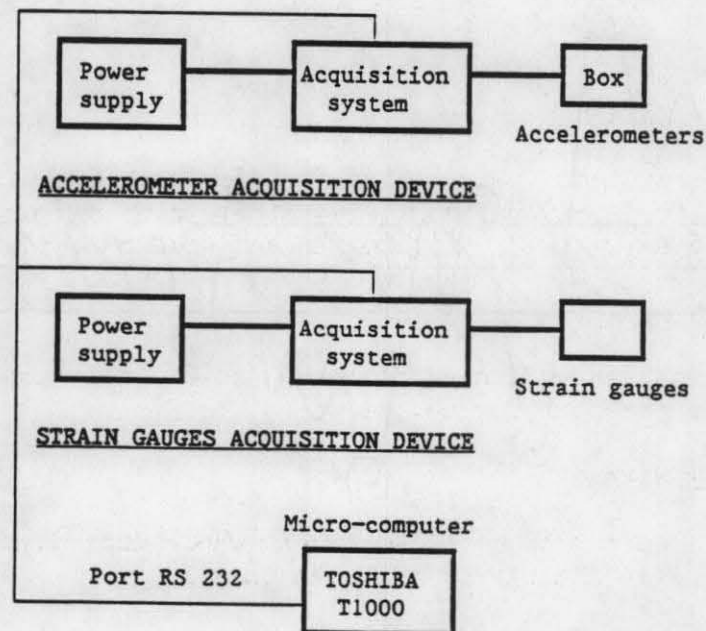 Power
supply
Acquisition
system
Box
Accelerometers
ACCELEROMETER ACQUISITION DEVICE
Power
supply
Acquisition
system
Strain gauges
STRAIN GAUGES ACQUISITION DEVICE
Micro-computer
Port RS 232
TOSHIBA
T1000